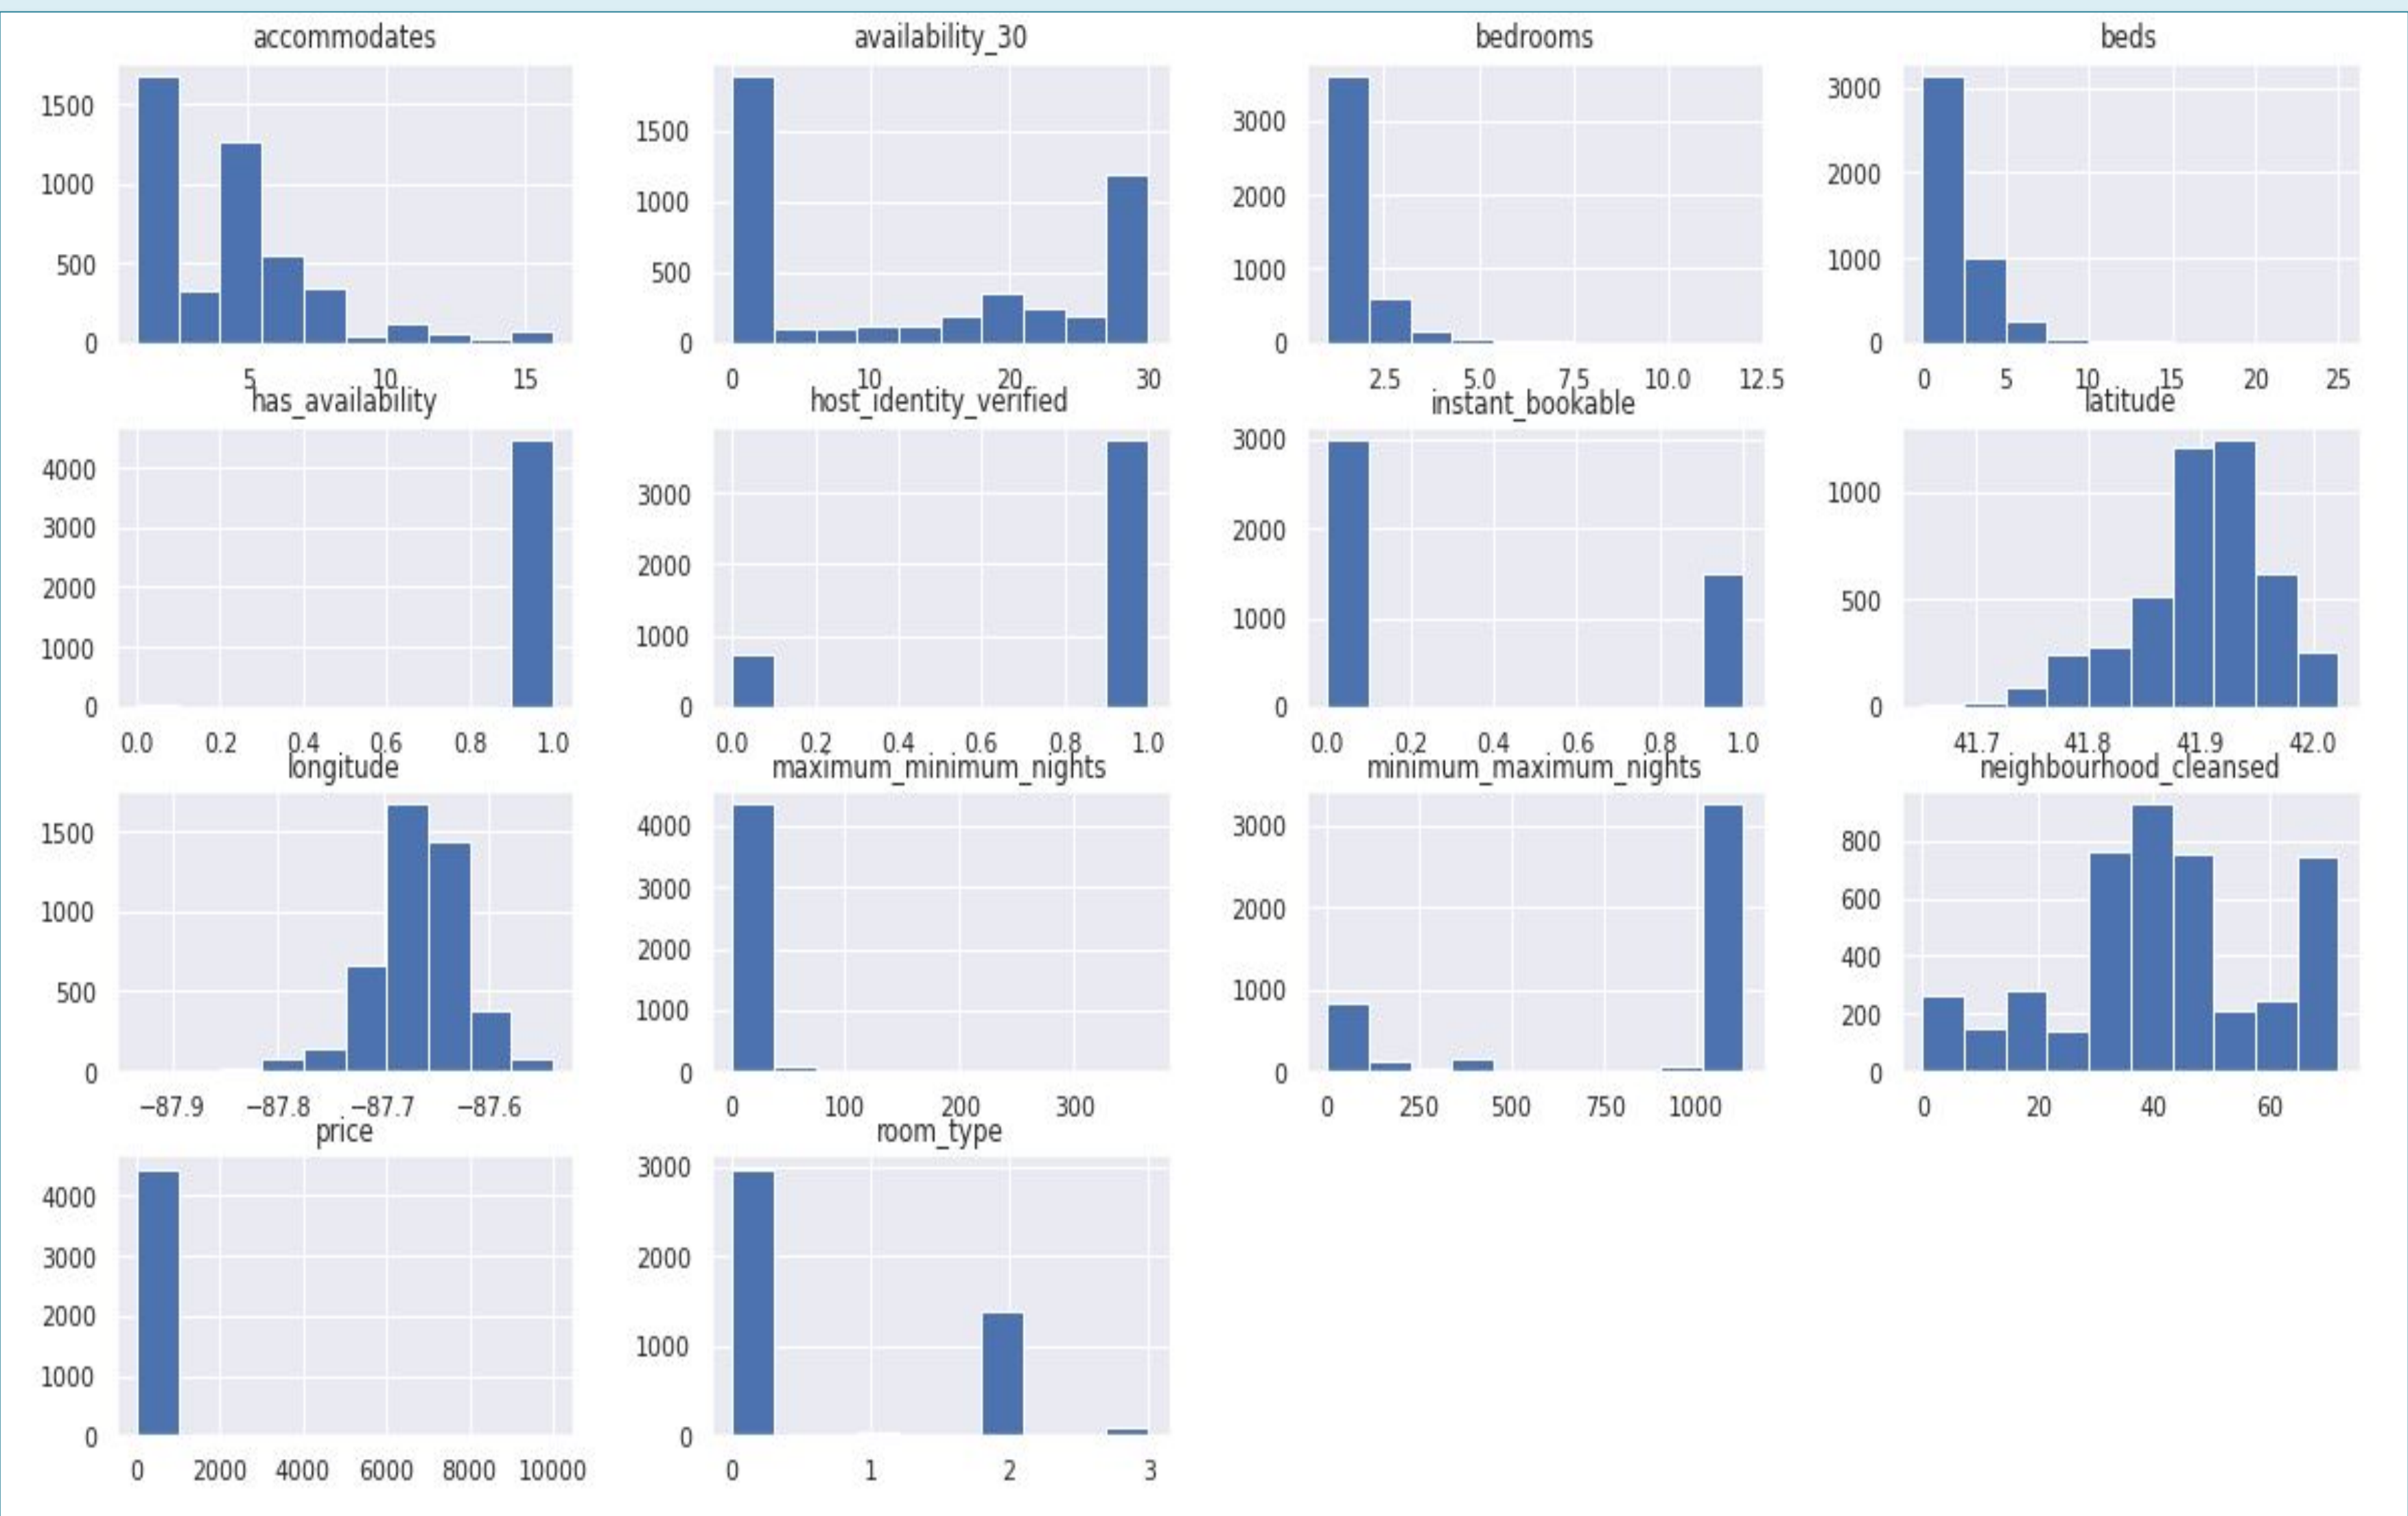 accommodates availability_30 bedrooms beds
1500 1500 3000 3000
1000 1000 2000 2000
500 500 1000 1000
0 0 0 0
5 10 15 0 10 20 30 2.5 5.0 7.5 10.0 12.5 0 5 10 15 20 25
has_availability host_identity_verified instant_bookable latitude
4000 3000 3000 1000
3000 2000 2000 500
2000 1000 1000 0
1000 0 0
0
0.0 0.2 0.4 0.6 0.8 1.0 0.0 0.2 0.4 0.6 0.8 1.0 0.0 0.2 0.4 0.6 0.8 1.0 41.7 41.8 41.9 42.0
longitude maximum_minimum_nights minimum_maximum_nights neighbourhood_cleansed
1500 4000 3000 800
1000 3000 2000 600
500 2000 1000 400
0 1000 0 200
0 0
−87.9 −87.8 −87.7 −87.6 0 100 200 300 0 250 500 750 1000 0 20 40 60
price room_type
4000 3000
3000 2000
2000 1000
1000 0
0
0 2000 4000 6000 8000 10000 0 1 2 3